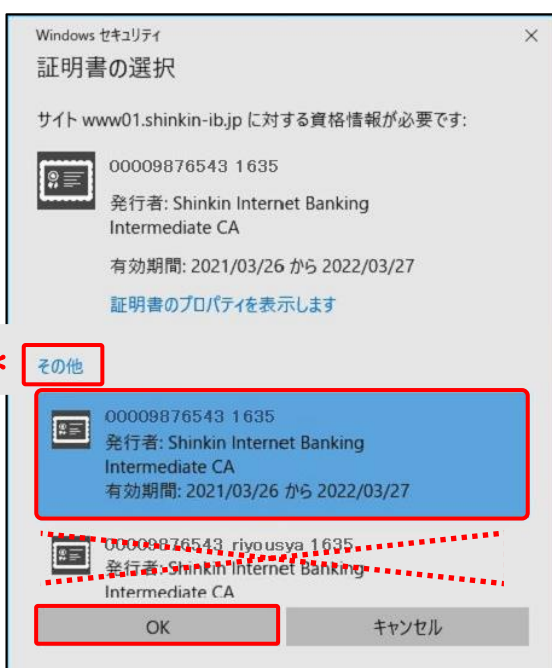 Windows セキュリティ
証明書の選択
サイト www01.shinkin-ib.jp に対する資格情報が必要です:
00009876543 1635
発行者: Shinkin Internet Banking
Intermediate CA
有効期間: 2021/03/26 から 2022/03/27
証明書のプロパティを表示します
その他
00009876543 1635
発行者: Shinkin Internet Banking
Intermediate CA
有効期間: 2021/03/26 から 2022/03/27
00009876543 riyousya 1635
発行者: Shinkin Internet Banking
Intermediate CA
OK
キャンセル